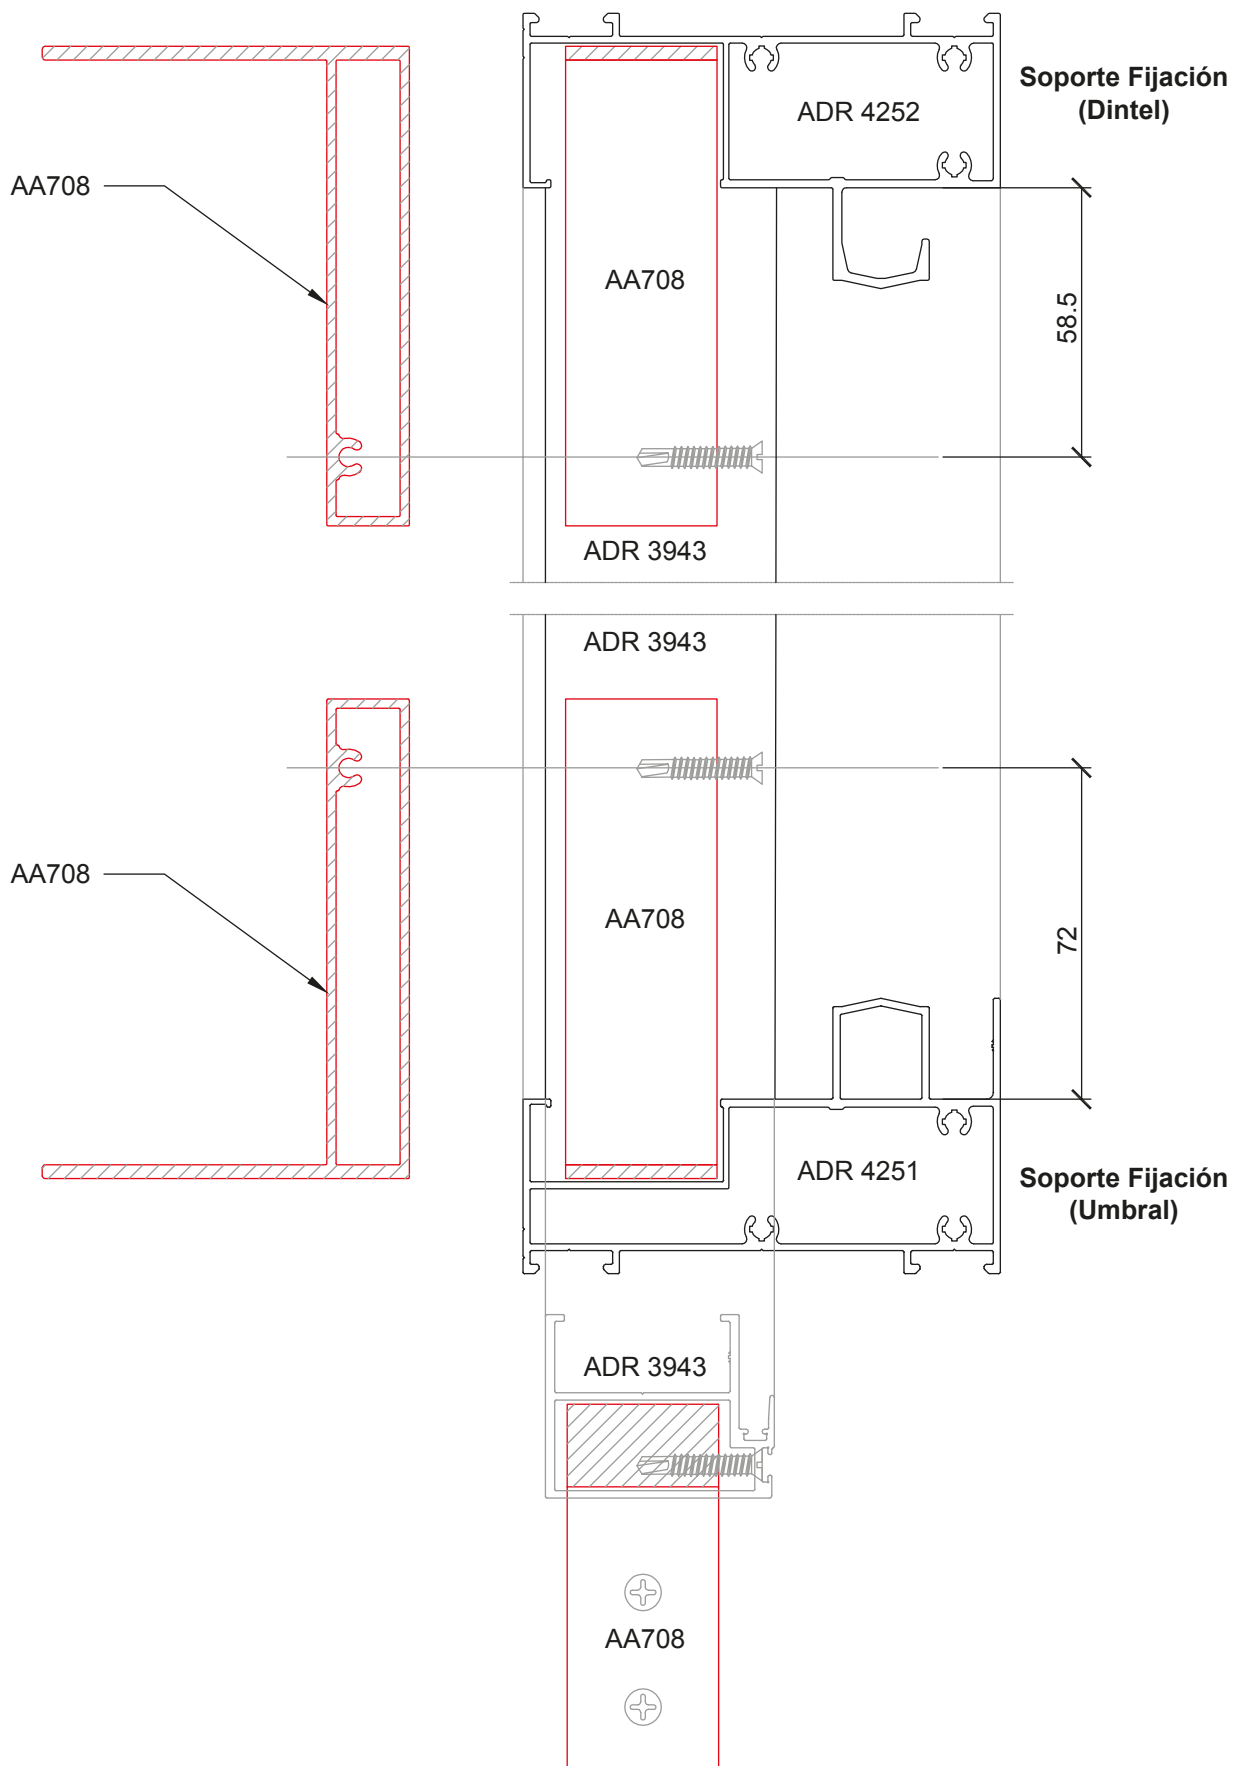 ADR 4252
Soporte Fijación
(Dintel)
AA708
AA708
58.5
ADR 3943
ADR 3943
AA708
AA708
72
ADR 4251
Soporte Fijación
(Umbral)
ADR 3943
AA708